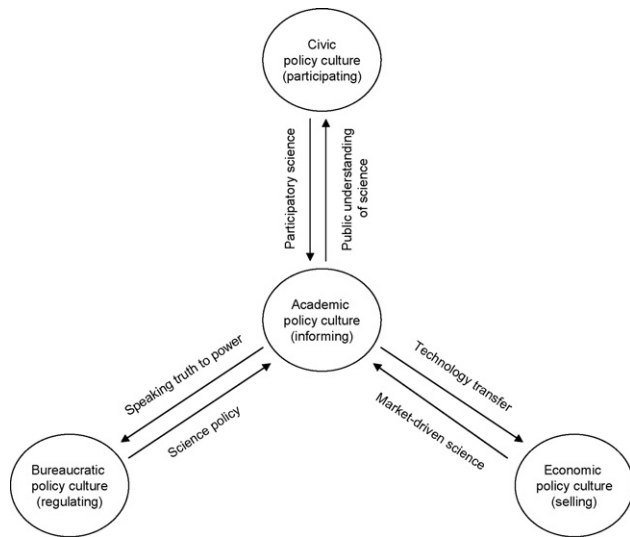 Civic
policy culture
(participating)
Participatory science
Public understanding
of science
Academic
policy culture
(informing)
Speaking truth to power
Science policy
Technology transfer
Market-driven science
Bureaucratic
policy culture
(regulating)
Economic
policy culture
(selling)